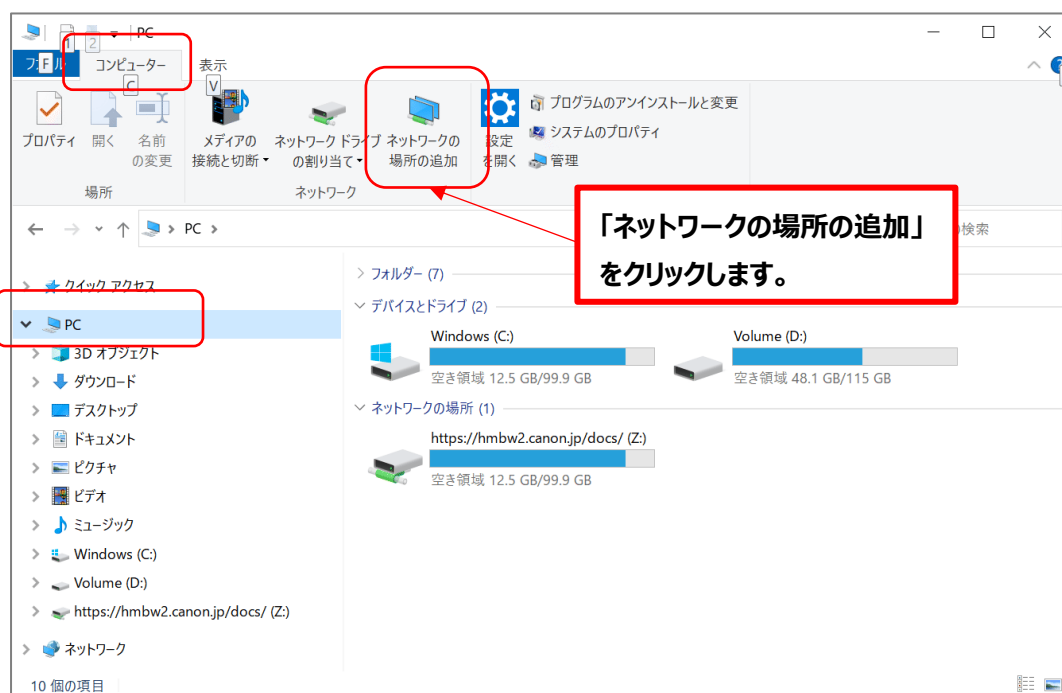 PC
1
2
ファイル
F
コンピューター
C
表示
V
プロパティ
開く
名前
の変更
メディアの
接続と切断
ネットワーク ドライブ
の割り当て
ネットワークの
場所の追加
設定
を開く
プログラムのアンインストールと変更
システムのプロパティ
管理
場所
ネットワーク
PC
の検索
「ネットワークの場所の追加」
をクリックします。
クイック アクセス
PC
3D オブジェクト
ダウンロード
デスクトップ
ドキュメント
ピクチャ
ビデオ
ミュージック
Windows (C:)
Volume (D:)
https://hmbw2.canon.jp/docs/ (Z:)
ネットワーク
フォルダー (7)
デバイスとドライブ (2)
Windows (C:)
空き領域 12.5 GB/99.9 GB
Volume (D:)
空き領域 48.1 GB/115 GB
ネットワークの場所 (1)
https://hmbw2.canon.jp/docs/ (Z:)
空き領域 12.5 GB/99.9 GB
10 個の項目